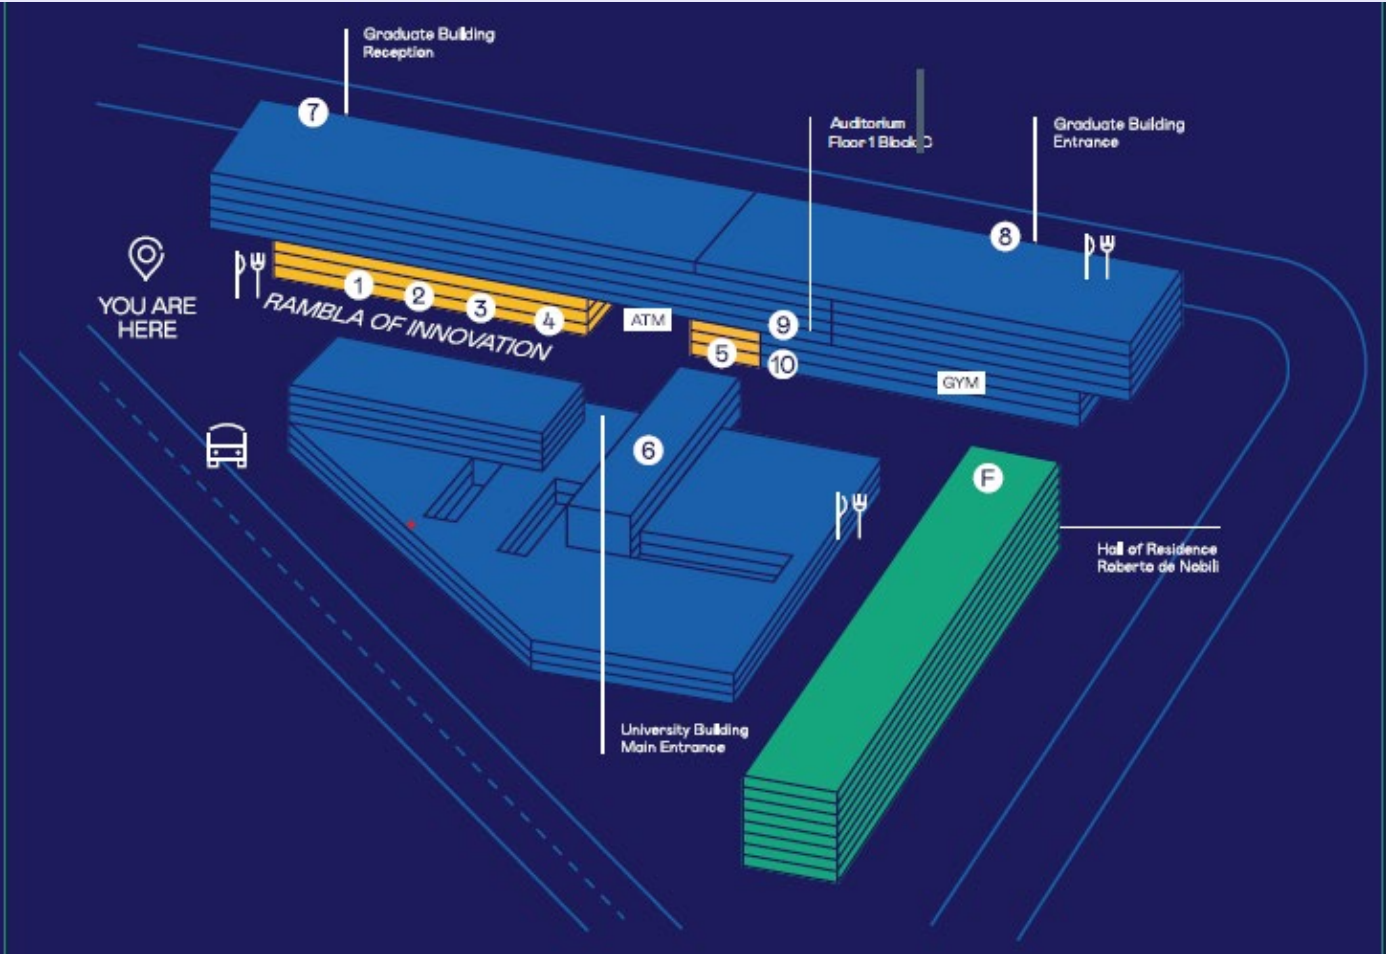 Graduate Building
Reception
7
Auditorium
Floor 1 Block C
Graduate Building
Entrance
8
YOU ARE
HERE
1
2
3
4
RAMBLA OF INNOVATION
ATM
9
5
10
GYM
6
F
Hall of Residence
Roberto de Nobili
University Building
Main Entrance